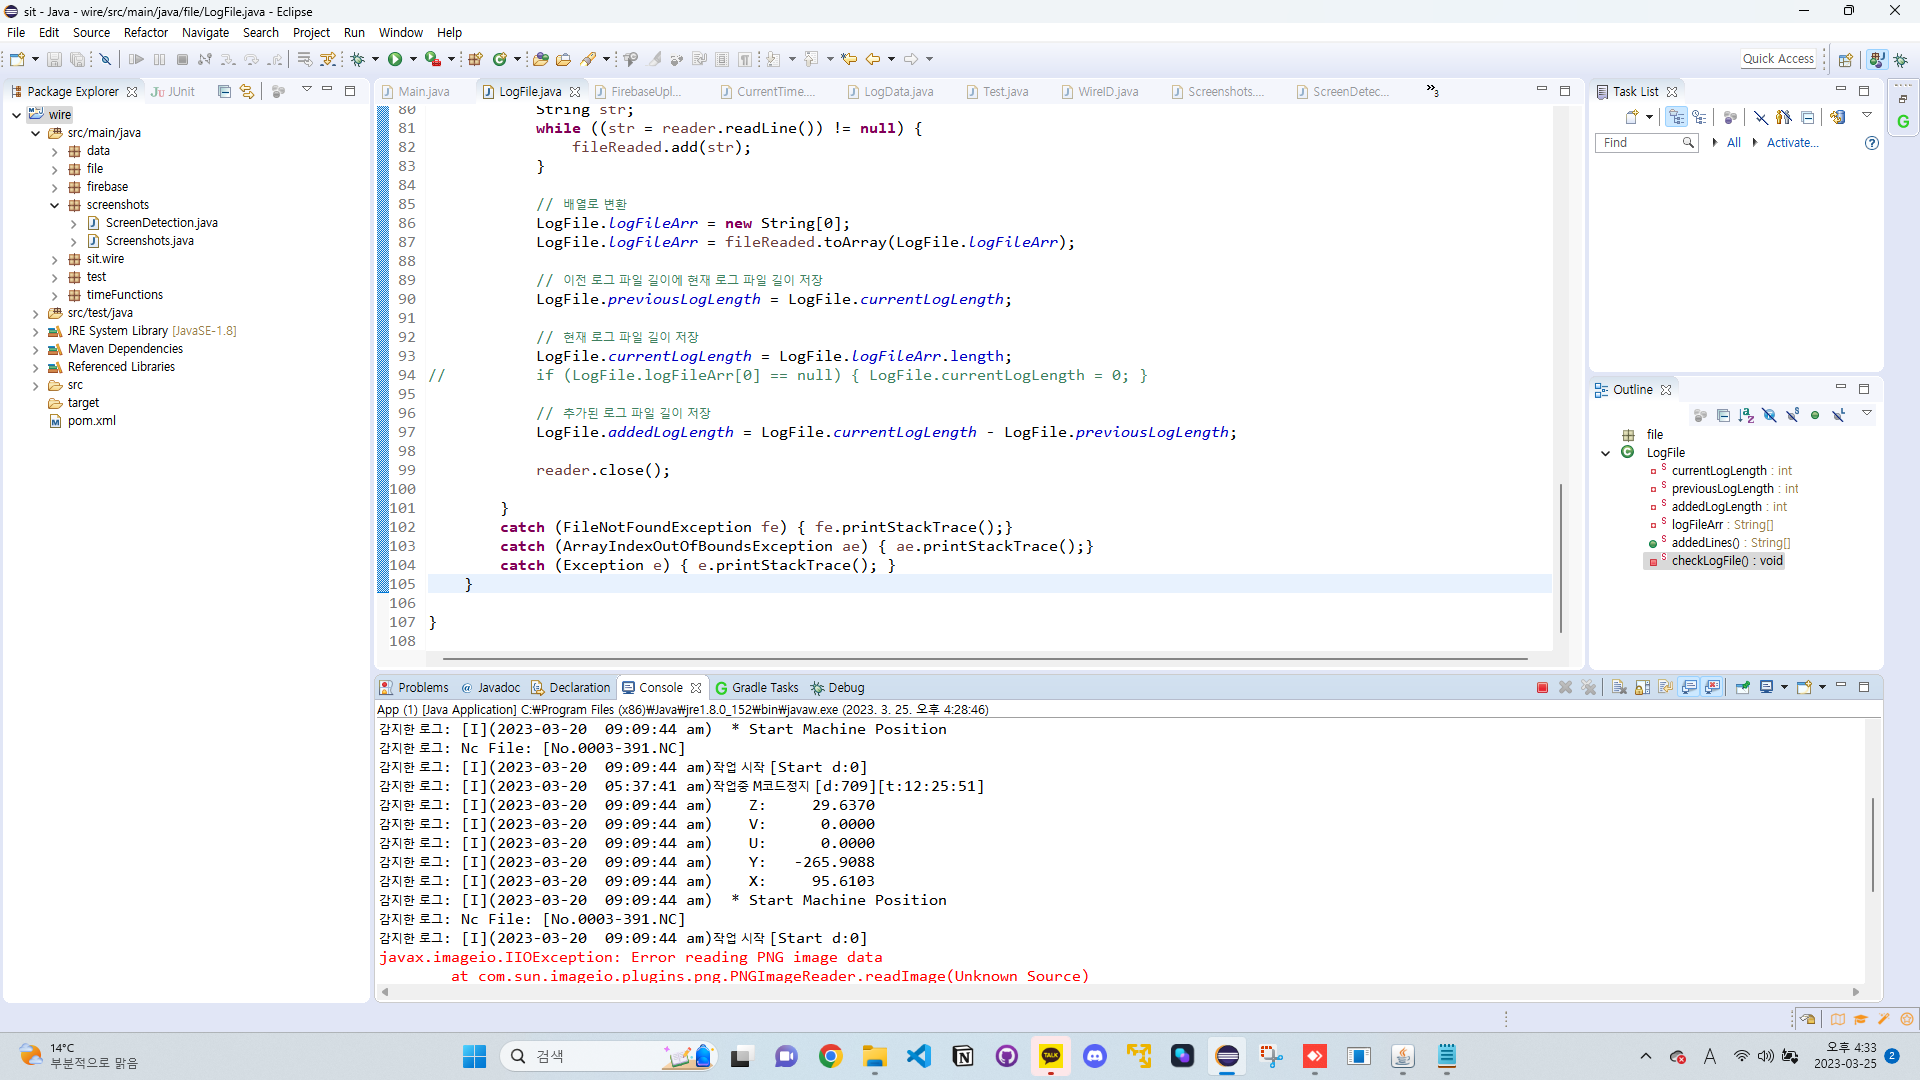 sit - Java - wire/src/main/java/file/LogFile.java - Eclipse
File Edit Source Refactor Navigate Search Project Run Window Help
Quick Access
Package Explorer
JUnit
wire
src/main/java
data
file
firebase
screenshots
ScreenDetection.java
Screenshots.java
sit.wire
test
timeFunctions
src/test/java
JRE System Library [JavaSE-1.8]
Maven Dependencies
Referenced Libraries
src
target
pom.xml
Main.java LogFile.java FirebaseUpl... CurrentTime.... LogData.java Test.java WireID.java Screenshots.... ScreenDetec... »3
80 String str;
81 while ((str = reader.readLine()) != null) {
82 fileReaded.add(str);
83 }
84
85 // 배열로 변환
86 LogFile.logFileArr = new String[0];
87 LogFile.logFileArr = fileReaded.toArray(LogFile.logFileArr);
88
89 // 이전 로그 파일 길이에 현재 로그 파일 길이 저장
90 LogFile.previousLogLength = LogFile.currentLogLength;
91
92 // 현재 로그 파일 길이 저장
93 LogFile.currentLogLength = LogFile.logFileArr.length;
94 // if (LogFile.logFileArr[0] == null) { LogFile.currentLogLength = 0; }
95
96 // 추가된 로그 파일 길이 저장
97 LogFile.addedLogLength = LogFile.currentLogLength - LogFile.previousLogLength;
98
99 reader.close();
100
101 }
102 catch (FileNotFoundException fe) { fe.printStackTrace();}
103 catch (ArrayIndexOutOfBoundsException ae) { ae.printStackTrace();}
104 catch (Exception e) { e.printStackTrace(); }
105 }
106
107 }
108
Task List
Find All Activate...
Outline
file
LogFile
currentLogLength : int
previousLogLength : int
addedLogLength : int
logFileArr : String[]
addedLines() : String[]
checkLogFile() : void
Problems @ Javadoc Declaration Console Gradle Tasks Debug
App (1) [Java Application] C:₩Program Files (x86)₩Java₩jre1.8.0_152₩bin₩javaw.exe (2023. 3. 25. 오후 4:28:46)
감지한 로그: [I](2023-03-20 09:09:44 am) * Start Machine Position
감지한 로그: Nc File: [No.0003-391.NC]
감지한 로그: [I](2023-03-20 09:09:44 am)작업 시작 [Start d:0]
감지한 로그: [I](2023-03-20 05:37:41 am)작업중 M코드정지 [d:709][t:12:25:51]
감지한 로그: [I](2023-03-20 09:09:44 am) Z: 29.6370
감지한 로그: [I](2023-03-20 09:09:44 am) V: 0.0000
감지한 로그: [I](2023-03-20 09:09:44 am) U: 0.0000
감지한 로그: [I](2023-03-20 09:09:44 am) Y: -265.9088
감지한 로그: [I](2023-03-20 09:09:44 am) X: 95.6103
감지한 로그: [I](2023-03-20 09:09:44 am) * Start Machine Position
감지한 로그: Nc File: [No.0003-391.NC]
감지한 로그: [I](2023-03-20 09:09:44 am)작업 시작 [Start d:0]
javax.imageio.IIOException: Error reading PNG image data
at com.sun.imageio.plugins.png.PNGImageReader.readImage(Unknown Source)
14°C
부분적으로 맑음
검색
TALK
A
오후 4:33
2023-03-25
2